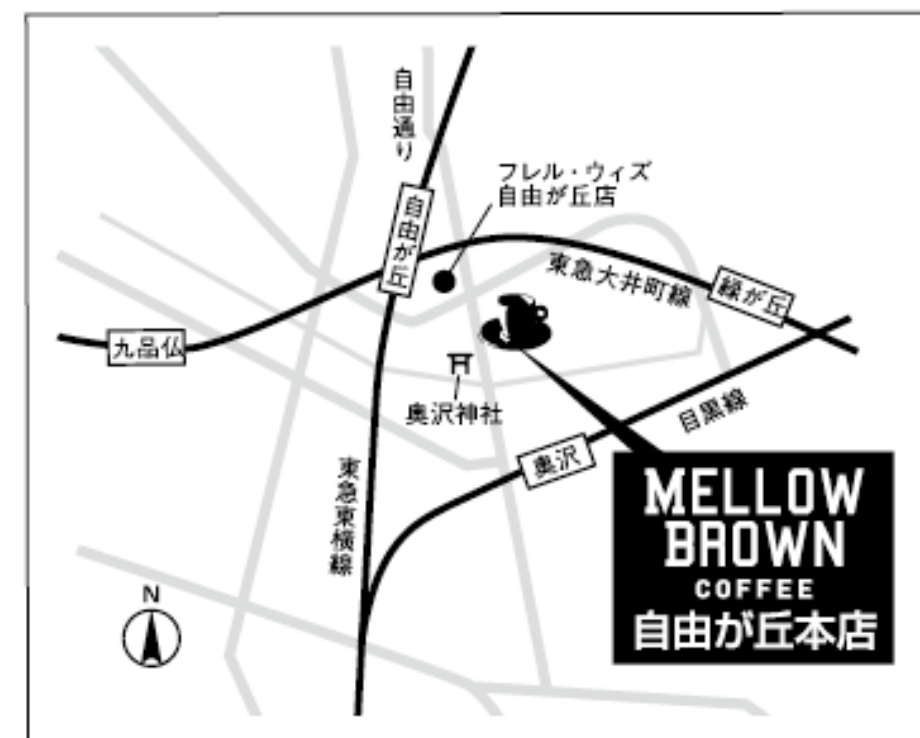 自由通り
フレル・ウィズ
自由が丘店
自由が丘
東急大井町線
緑が丘
九品仏
奥沢神社
目黒線
奥沢
東急東横線
MELLOW
BROWN
COFFEE
自由が丘本店
N